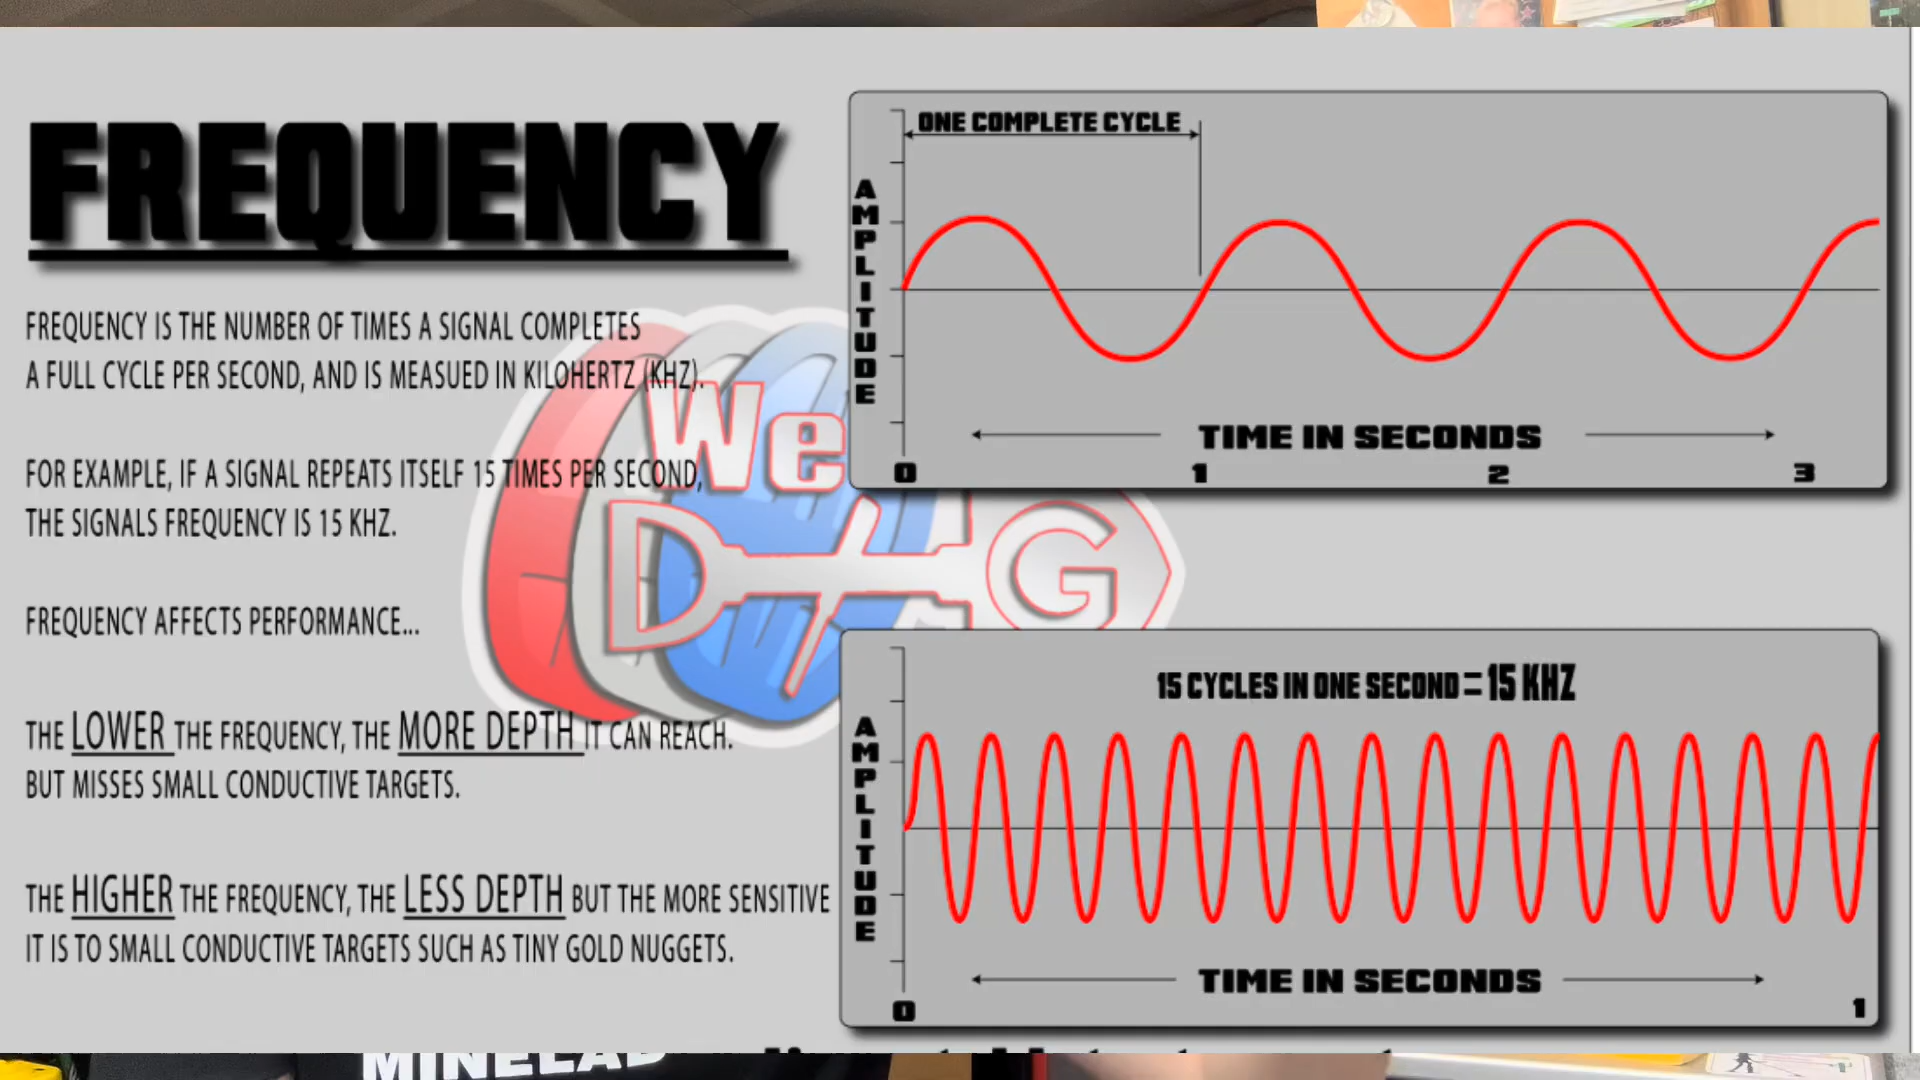 FREQUENCY
FREQUENCY IS THE NUMBER OF TIMES A SIGNAL COMPLETES
A FULL CYCLE PER SECOND, AND IS MEASUED IN KILOHERTZ (KHZ).
FOR EXAMPLE, IF A SIGNAL REPEATS ITSELF 15 TIMES PER SECOND,
THE SIGNALS FREQUENCY IS 15 KHZ.
FREQUENCY AFFECTS PERFORMANCE...
THE LOWER THE FREQUENCY, THE MORE DEPTH IT CAN REACH.
BUT MISSES SMALL CONDUCTIVE TARGETS.
THE HIGHER THE FREQUENCY, THE LESS DEPTH BUT THE MORE SENSITIVE
IT IS TO SMALL CONDUCTIVE TARGETS SUCH AS TINY GOLD NUGGETS.
We
DIG
ONE COMPLETE CYCLE
AMPLITUDE
TIME IN SECONDS
0 1 2 3
15 CYCLES IN ONE SECOND = 15 KHZ
AMPLITUDE
TIME IN SECONDS
0 1
MINELAB